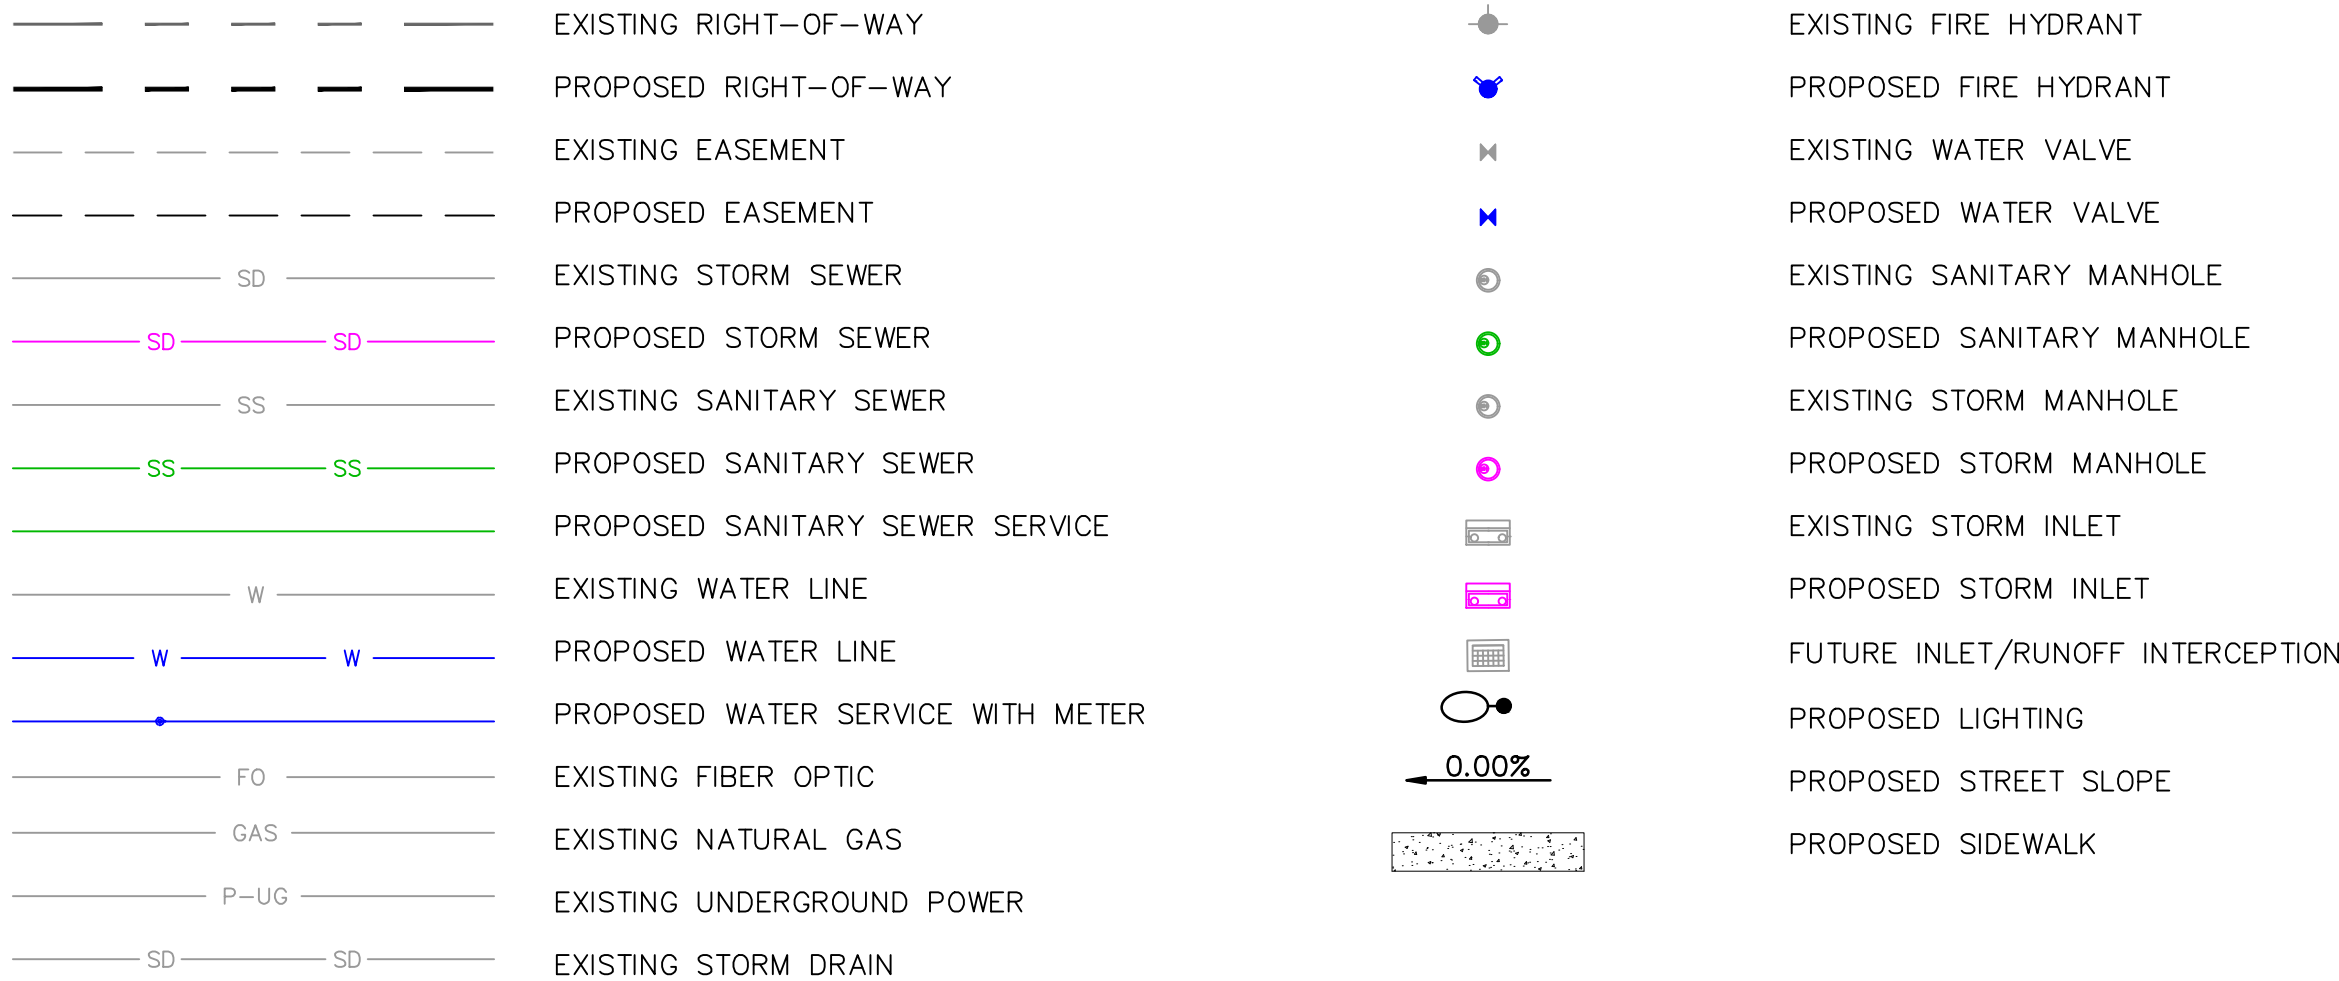 EXISTING RIGHT-OF-WAY
PROPOSED RIGHT-OF-WAY
EXISTING EASEMENT
PROPOSED EASEMENT
SD EXISTING STORM SEWER
SD SD PROPOSED STORM SEWER
SS EXISTING SANITARY SEWER
SS SS PROPOSED SANITARY SEWER
PROPOSED SANITARY SEWER SERVICE
W EXISTING WATER LINE
W W PROPOSED WATER LINE
PROPOSED WATER SERVICE WITH METER
FO EXISTING FIBER OPTIC
GAS EXISTING NATURAL GAS
P-UG EXISTING UNDERGROUND POWER
SD SD EXISTING STORM DRAIN
EXISTING FIRE HYDRANT
PROPOSED FIRE HYDRANT
EXISTING WATER VALVE
PROPOSED WATER VALVE
EXISTING SANITARY MANHOLE
PROPOSED SANITARY MANHOLE
EXISTING STORM MANHOLE
PROPOSED STORM MANHOLE
EXISTING STORM INLET
PROPOSED STORM INLET
FUTURE INLET/RUNOFF INTERCEPTION
PROPOSED LIGHTING
0.00% PROPOSED STREET SLOPE
PROPOSED SIDEWALK